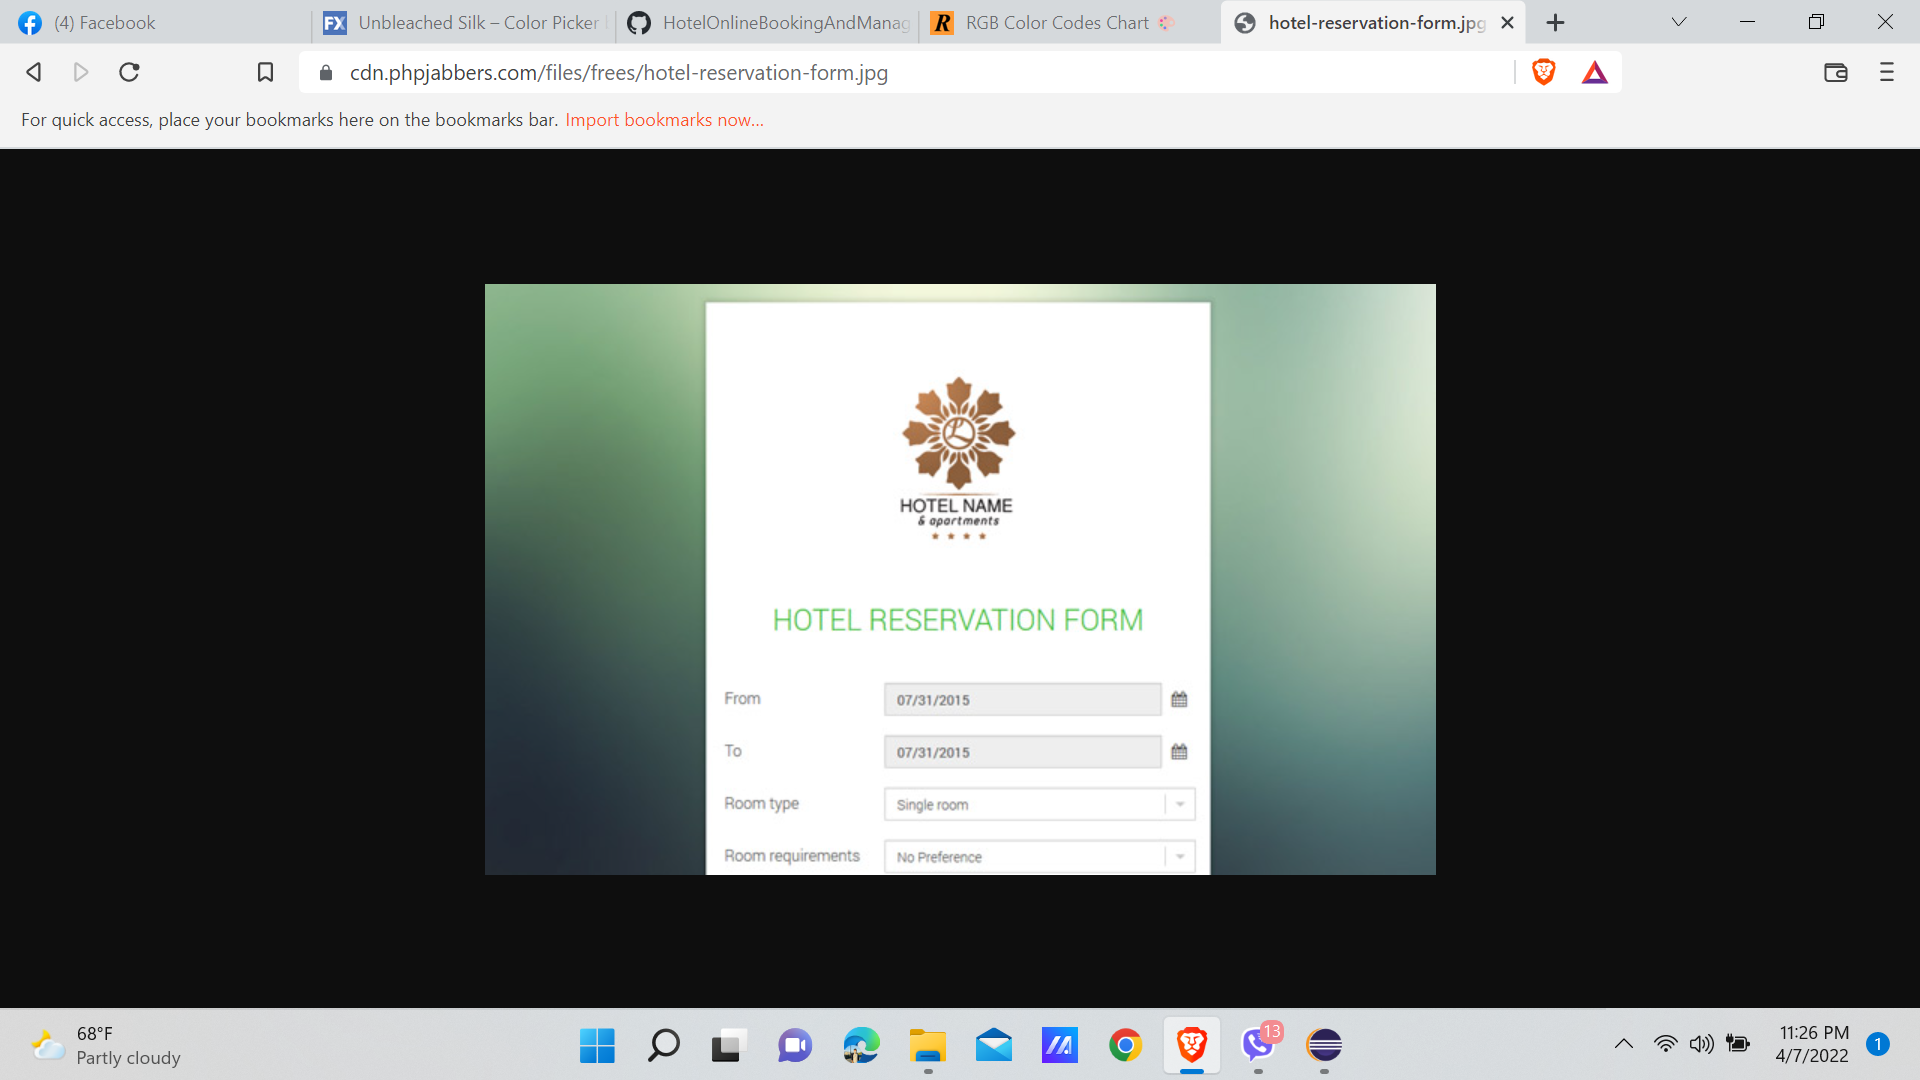 (4) Facebook
Unbleached Silk – Color Picker
HotelOnlineBookingAndManag
RGB Color Codes Chart
hotel-reservation-form.jpg
cdn.phpjabbers.com/files/frees/hotel-reservation-form.jpg
For quick access, place your bookmarks here on the bookmarks bar. Import bookmarks now...
HOTEL NAME
& apartments
HOTEL RESERVATION FORM
From 07/31/2015
To 07/31/2015
Room type Single room
Room requirements No Preference
68°F
Partly cloudy
13
11:26 PM
4/7/2022
1